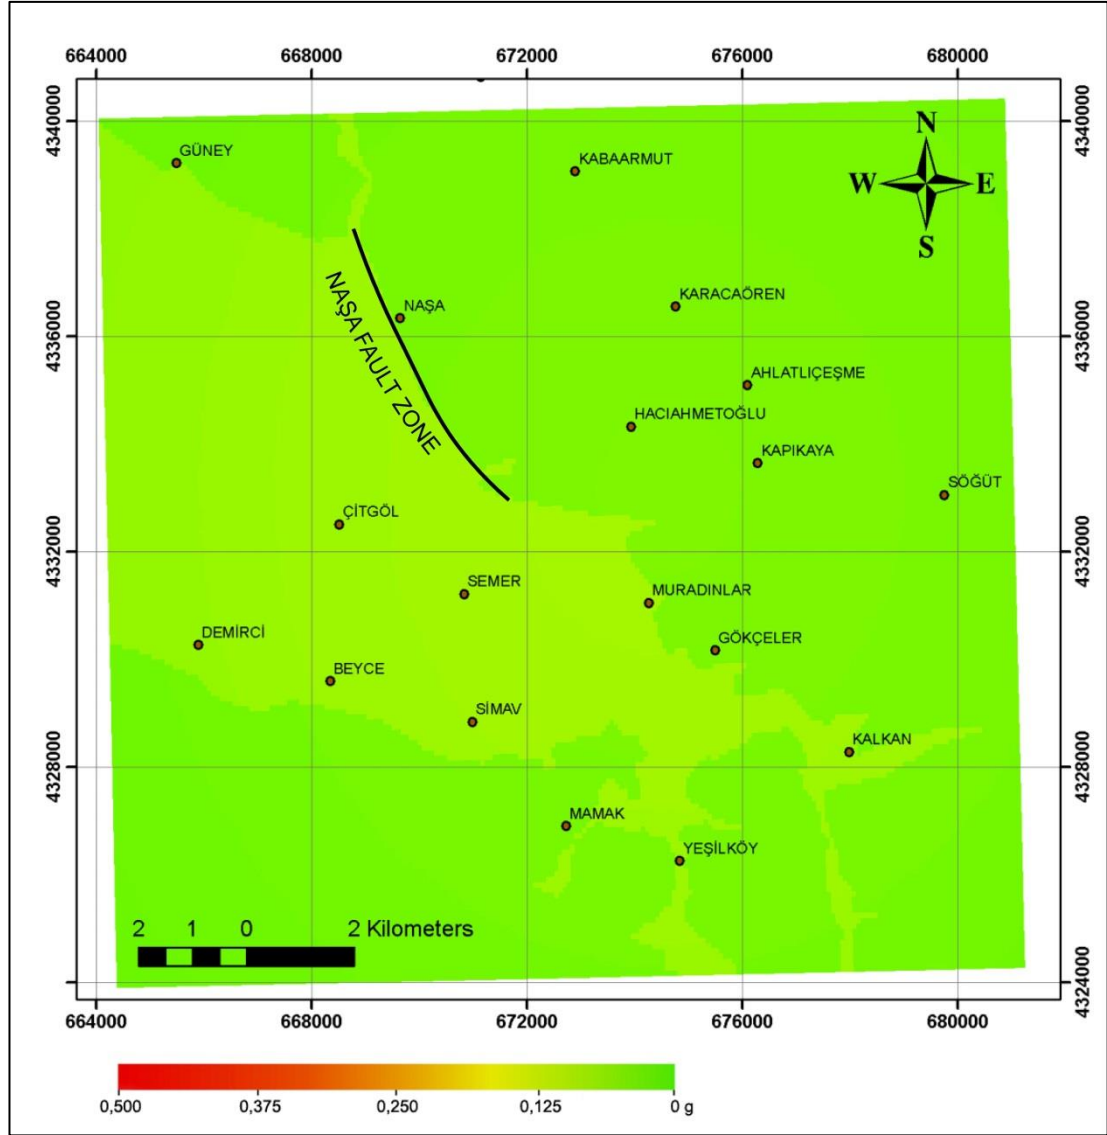 664000 668000 672000 676000 680000
4340000 4340000
N
W E
S
GÜNEY
KABAARMUT
KARACAÖREN
NAŞA
NAŞA FAULT ZONE
4336000 4336000
AHLATLIÇEŞME
HACIAHMETOĞLU
KAPIKAYA
SÖĞÜT
ÇİTGÖL
4332000 4332000
SEMER
MURADINLAR
DEMİRCİ
GÖKÇELER
BEYCE
SİMAV
KALKAN
4328000 4328000
MAMAK
YEŞİLKÖY
2 1 0 2 Kilometers
4324000 4324000
664000 668000 672000 676000 680000
0,500 0,375 0,250 0,125 0 g